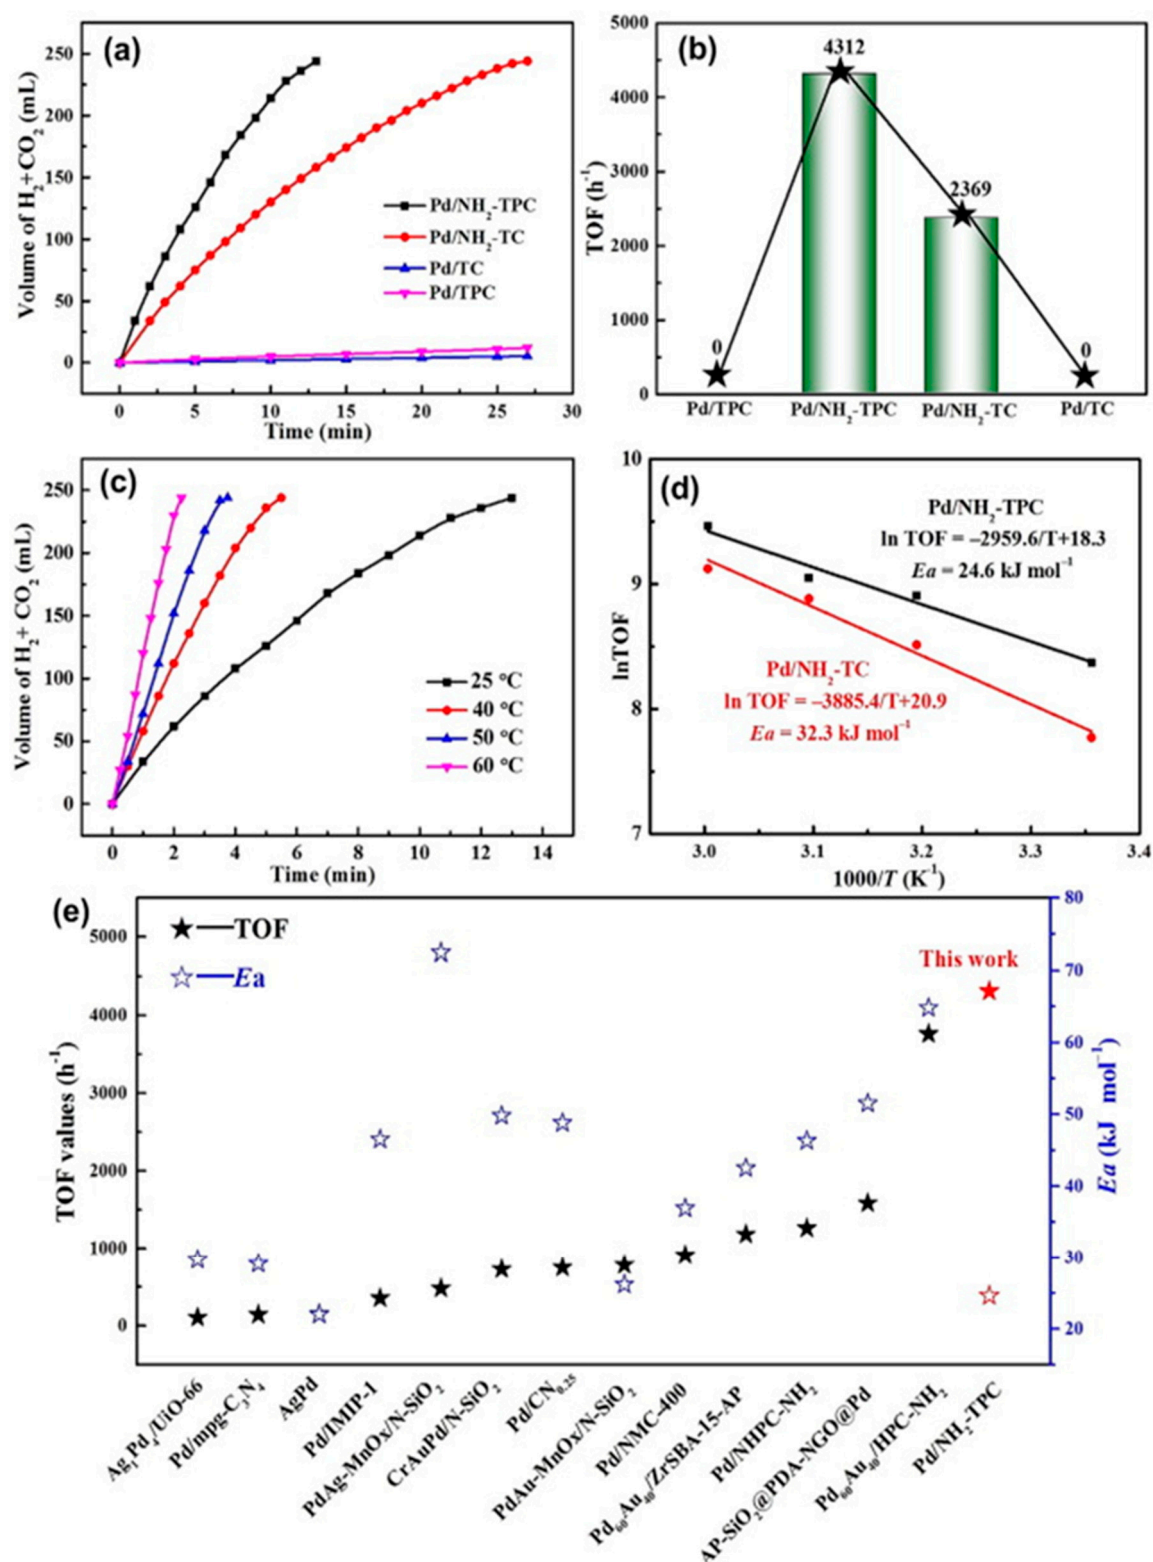 (a)
Volume of H₂+CO₂ (mL)
250
200
150
100
50
0
Pd/NH₂-TPC
Pd/NH₂-TC
Pd/TC
Pd/TPC
0 5 10 15 20 25 30
Time (min)
(b)
TOF (h⁻¹)
5000
4000
3000
2000
1000
0
0
4312
2369
0
Pd/TPC Pd/NH₂-TPC Pd/NH₂-TC Pd/TC
(c)
Volume of H₂+ CO₂ (mL)
250
200
150
100
50
0
25 °C
40 °C
50 °C
60 °C
0 2 4 6 8 10 12 14
Time (min)
(d)
lnTOF
10
9
8
7
Pd/NH₂-TPC
ln TOF = –2959.6/T+18.3
Ea = 24.6 kJ mol⁻¹
Pd/NH₂-TC
ln TOF = –3885.4/T+20.9
Ea = 32.3 kJ mol⁻¹
3.0 3.1 3.2 3.3 3.4
1000/T (K⁻¹)
(e)
TOF
Ea
This work
TOF values (h⁻¹)
5000
4000
3000
2000
1000
0
80
70
60
50
40
30
20
Ea (kJ mol⁻¹)
Ag₁Pd₄/UiO-66
Pd/mpg-C₃N₄
AgPd
Pd/IMIP-1
PdAg-MnOx/N-SiO₂
CrAuPd/N-SiO₂
Pd/CN₀.₂₅
PdAu-MnOx/N-SiO₂
Pd/NMC-400
Pd₆₀Au₄₀/ZrSBA-15-AP
Pd/NHPC-NH₂
AP-SiO₂@PDA-NGO@Pd
Pd₆₀Au₄₀/HPC-NH₂
Pd/NH₂-TPC